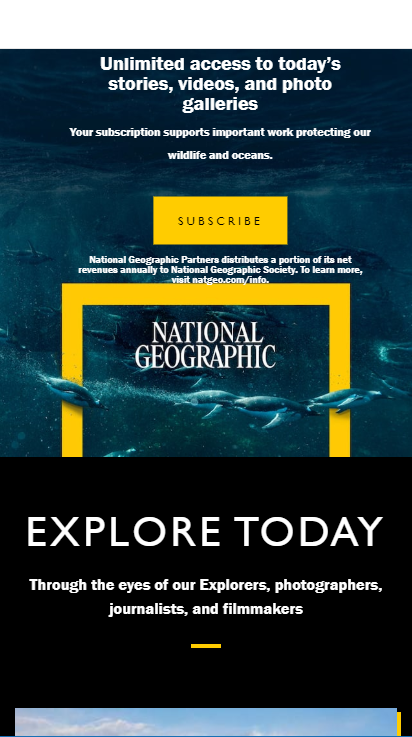 Unlimited access to today’s
stories, videos, and photo
galleries
Your subscription supports important work protecting our
wildlife and oceans.
SUBSCRIBE
National Geographic Partners distributes a portion of its net
revenues annually to National Geographic Society. To learn more,
visit natgeo.com/info.
NATIONAL
GEOGRAPHIC
EXPLORE TODAY
Through the eyes of our Explorers, photographers,
journalists, and filmmakers